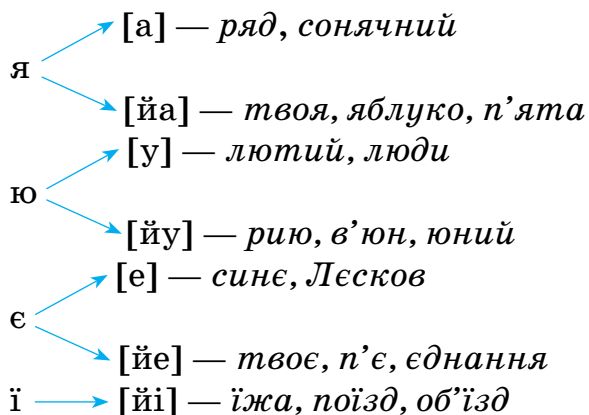 [а] — ряд, сонячний
я
[йа] — твоя, яблуко, п’ята
[у] — лютий, люди
ю
[йу] — рию, в’юн, юний
[е] — синє, Лєсков
є
[йе] — твоє, п’є, єднання
ї [йі] — їжа, поїзд, об’їзд